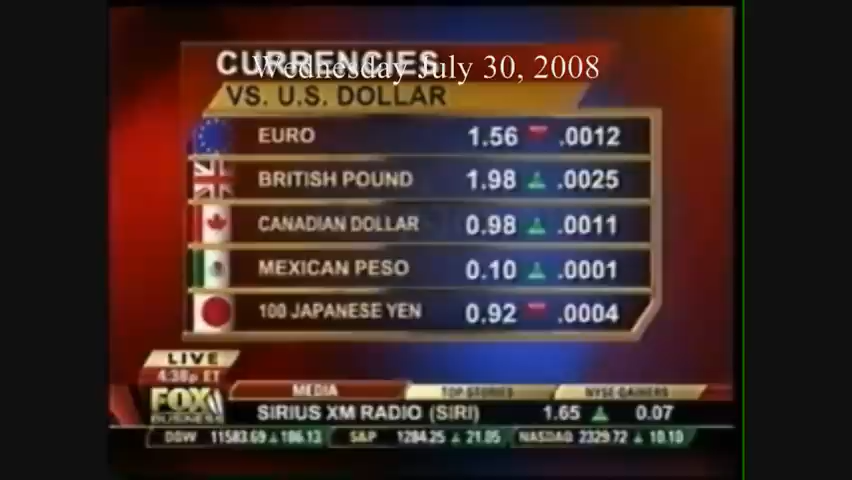 CURRENCIES
Wednesday July 30, 2008
VS. U.S. DOLLAR
EURO 1.56 .0012
BRITISH POUND 1.98 .0025
CANADIAN DOLLAR 0.98 .0011
MEXICAN PESO 0.10 .0001
100 JAPANESE YEN 0.92 .0004
LIVE
4:38p ET
MEDIA TOP STORIES NYSE GAINERS
FOX
BUSINESS
SIRIUS XM RADIO (SIRI) 1.65 0.07
DOW 11583.69 186.13 S&P 1284.25 21.05 NASDAQ 2329.72 10.10